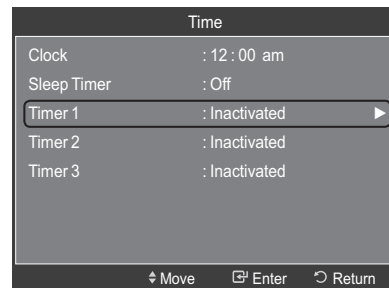 Time
Clock : 12 : 00 am
Sleep Timer : Off
Timer 1 : Inactivated
Timer 2 : Inactivated
Timer 3 : Inactivated
Move Enter Return